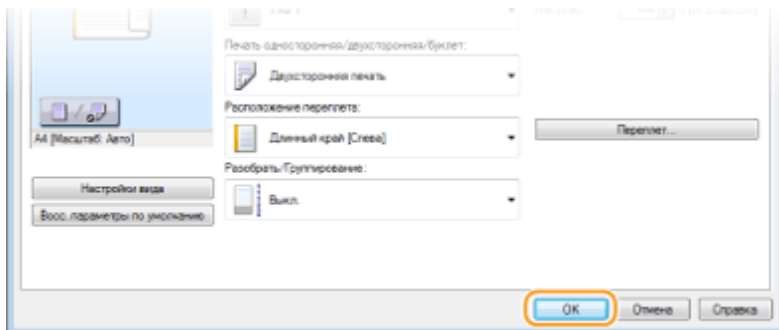 Печать односторонняя/двухсторонняя/буклет:
Двухсторонняя печать
Расположение переплета:
A4 [Масштаб: Авто]
Длинный край [Слева]
Переплет...
Разобрать/Группирование:
Настройки вида
Выкл.
Восс. параметры по умолчанию
OK
Отмена
Справка